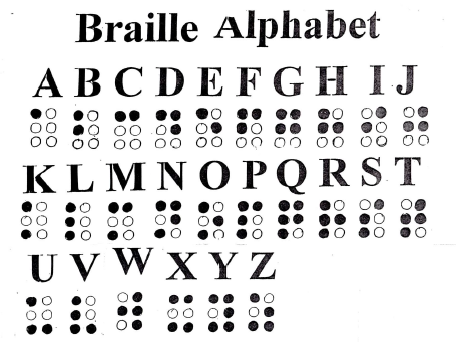 Braille Alphabet
A B C D E F G H I J
K L M N O P Q R S T
U V W X Y Z